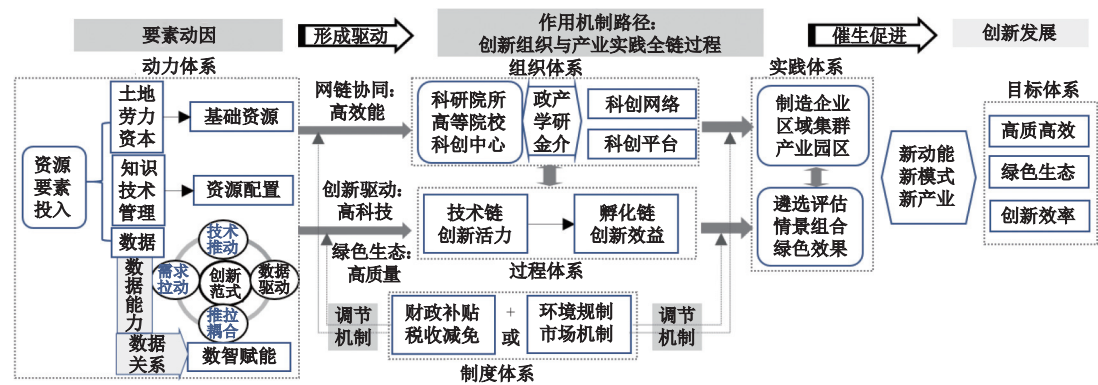 要素动因
形成驱动
作用机制路径：
创新组织与产业实践全链过程
催生促进
创新发展
动力体系
土地
劳力
资本
基础资源
资源
要素
投入
知识
技术
管理
资源配置
数据
数据能力
技术
推动
需求
拉动
创新
范式
数据
驱动
推拉
耦合
数据
关系
数智赋能
网链协同：
高效能
创新驱动：
高科技
绿色生态：
高质量
组织体系
科研院所
高等院校
科创中心
政产
学研
金介
科创网络
科创平台
技术链
创新活力
孵化链
创新效益
过程体系
调节
机制
财政补贴
税收减免
+
或
环境规制
市场机制
调节
机制
制度体系
实践体系
制造企业
区域集群
产业园区
遴选评估
情景组合
绿色效果
新动能
新模式
新产业
目标体系
高质高效
绿色生态
创新效率